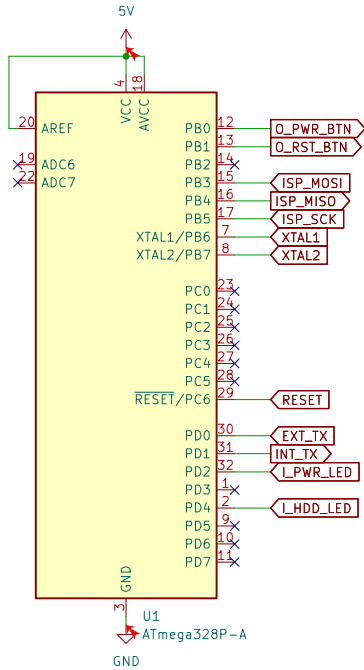 5V
4
18
VCC
AVCC
20 AREF
PB0 12 O_PWR_BTN
PB1 13 O_RST_BTN
19 ADC6
PB2 14
22 ADC7
PB3 15 ISP_MOSI
PB4 16 ISP_MISO
PB5 17 ISP_SCK
XTAL1/PB6 7 XTAL1
XTAL2/PB7 8 XTAL2
PC0 23
PC1 24
PC2 25
PC3 26
PC4 27
PC5 28
RESET/PC6 29 RESET
PD0 30 EXT_TX
PD1 31 INT_TX
PD2 32 I_PWR_LED
PD3 1
PD4 2 I_HDD_LED
PD5 9
PD6 10
PD7 11
GND
3
U1
ATmega328P-A
GND